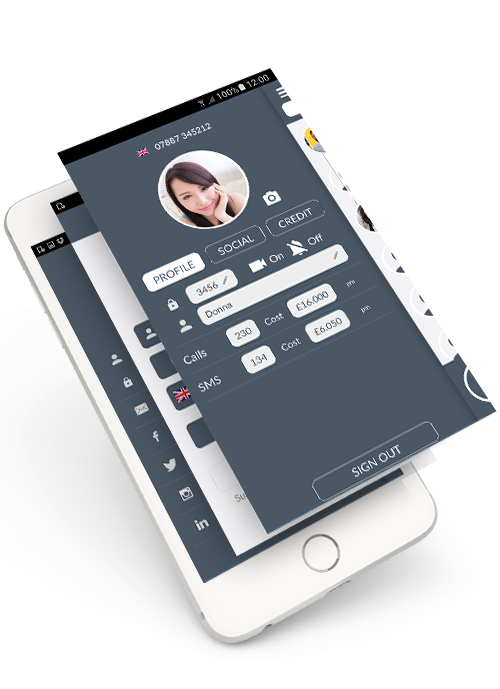 100% 12:00
07887 345212
PROFILE SOCIAL CREDIT
3456 On Off
Donna
Calls 230 Cost £16.000 pm
SMS 134 Cost £6.050 pm
SIGN OUT
Su